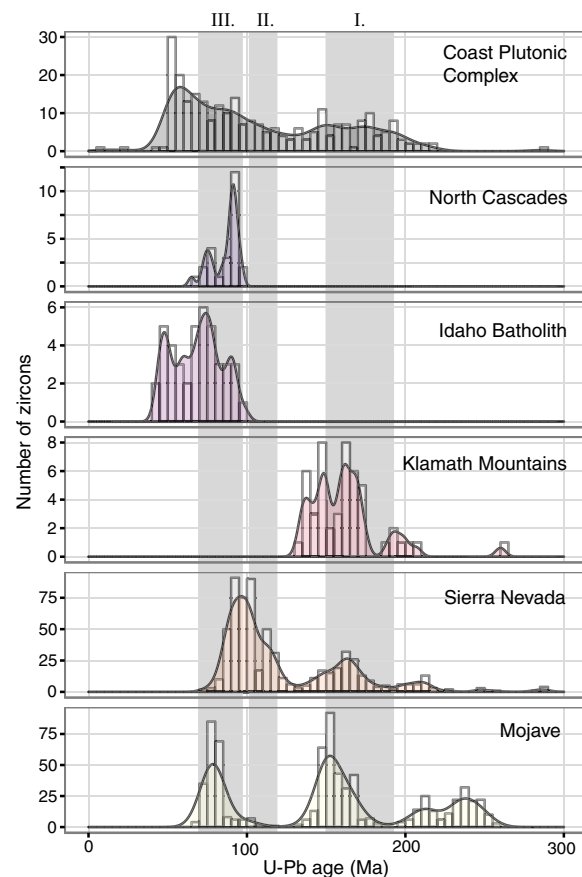 III. II. I.
30
Coast Plutonic
Complex
20
10
0
10
North Cascades
5
0
6
Idaho Batholith
4
2
0
8
Klamath Mountains
6
4
2
0
75
Sierra Nevada
50
25
0
75
Mojave
50
25
0
Number of zircons
0 100 200 300
U-Pb age (Ma)